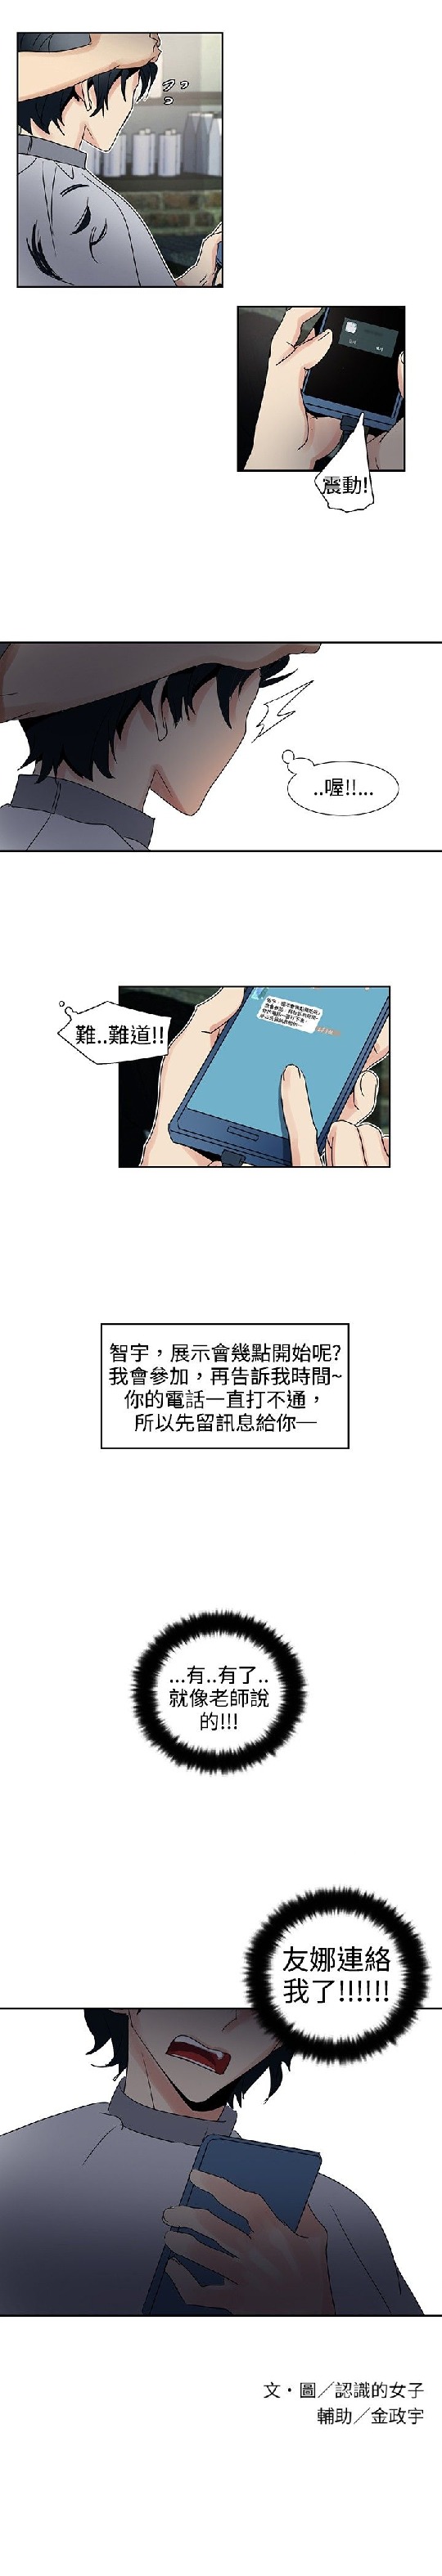 震動!
..喔!!...
難..難道!!
智宇，展示會幾點開始呢?
我會參加，再告訴我時間~
你的電話一直打不通，
所以先留訊息給你—
...有..有了..
就像老師說
的!!!
友娜連絡
我了!!!!!!
文・圖／認識的女子
輔助／金政宇